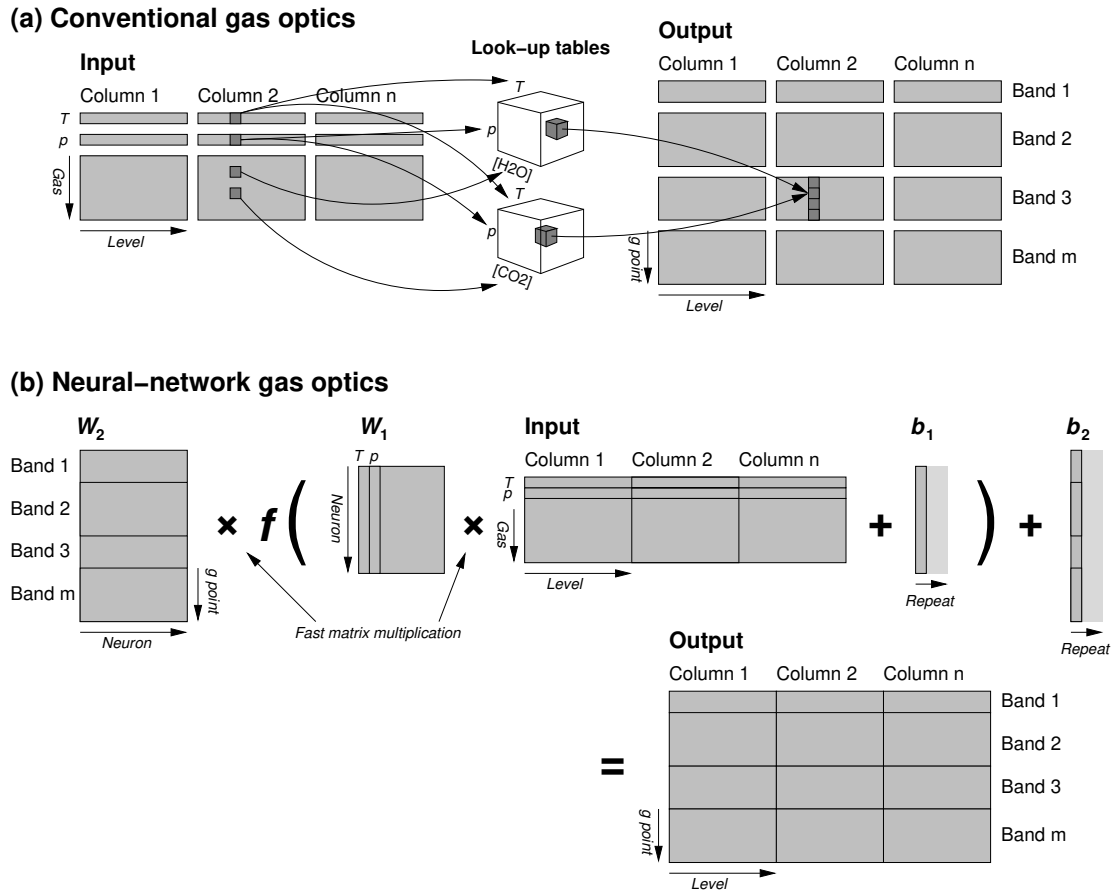 (a) Conventional gas optics
Input
Column 1 Column 2 Column n
T
p
Gas
Level
Look−up tables
T
p
[H2O]
T
p
[CO2]
Output
Column 1 Column 2 Column n
Band 1
Band 2
Band 3
Band m
g point
Level
(b) Neural−network gas optics
W2
Band 1
Band 2
Band 3
Band m
g point
Neuron
×
f (
W1
T p
Neuron
×
Fast matrix multiplication
Input
Column 1 Column 2 Column n
T
p
Gas
Level
+
b1
Repeat
)
+
b2
Repeat
=
Output
Column 1 Column 2 Column n
Band 1
Band 2
Band 3
Band m
g point
Level